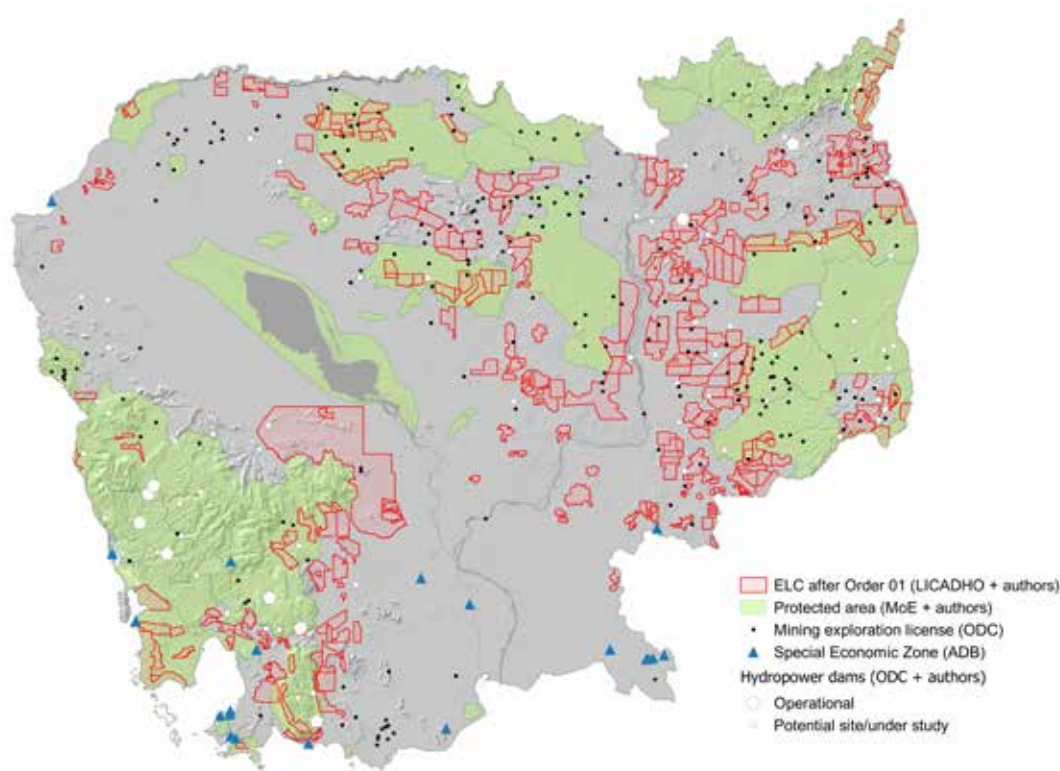 ELC after Order 01 (LICADHO + authors)
Protected area (MoE + authors)
Mining exploration license (ODC)
Special Economic Zone (ADB)
Hydropower dams (ODC + authors)
Operational
Potential site/under study